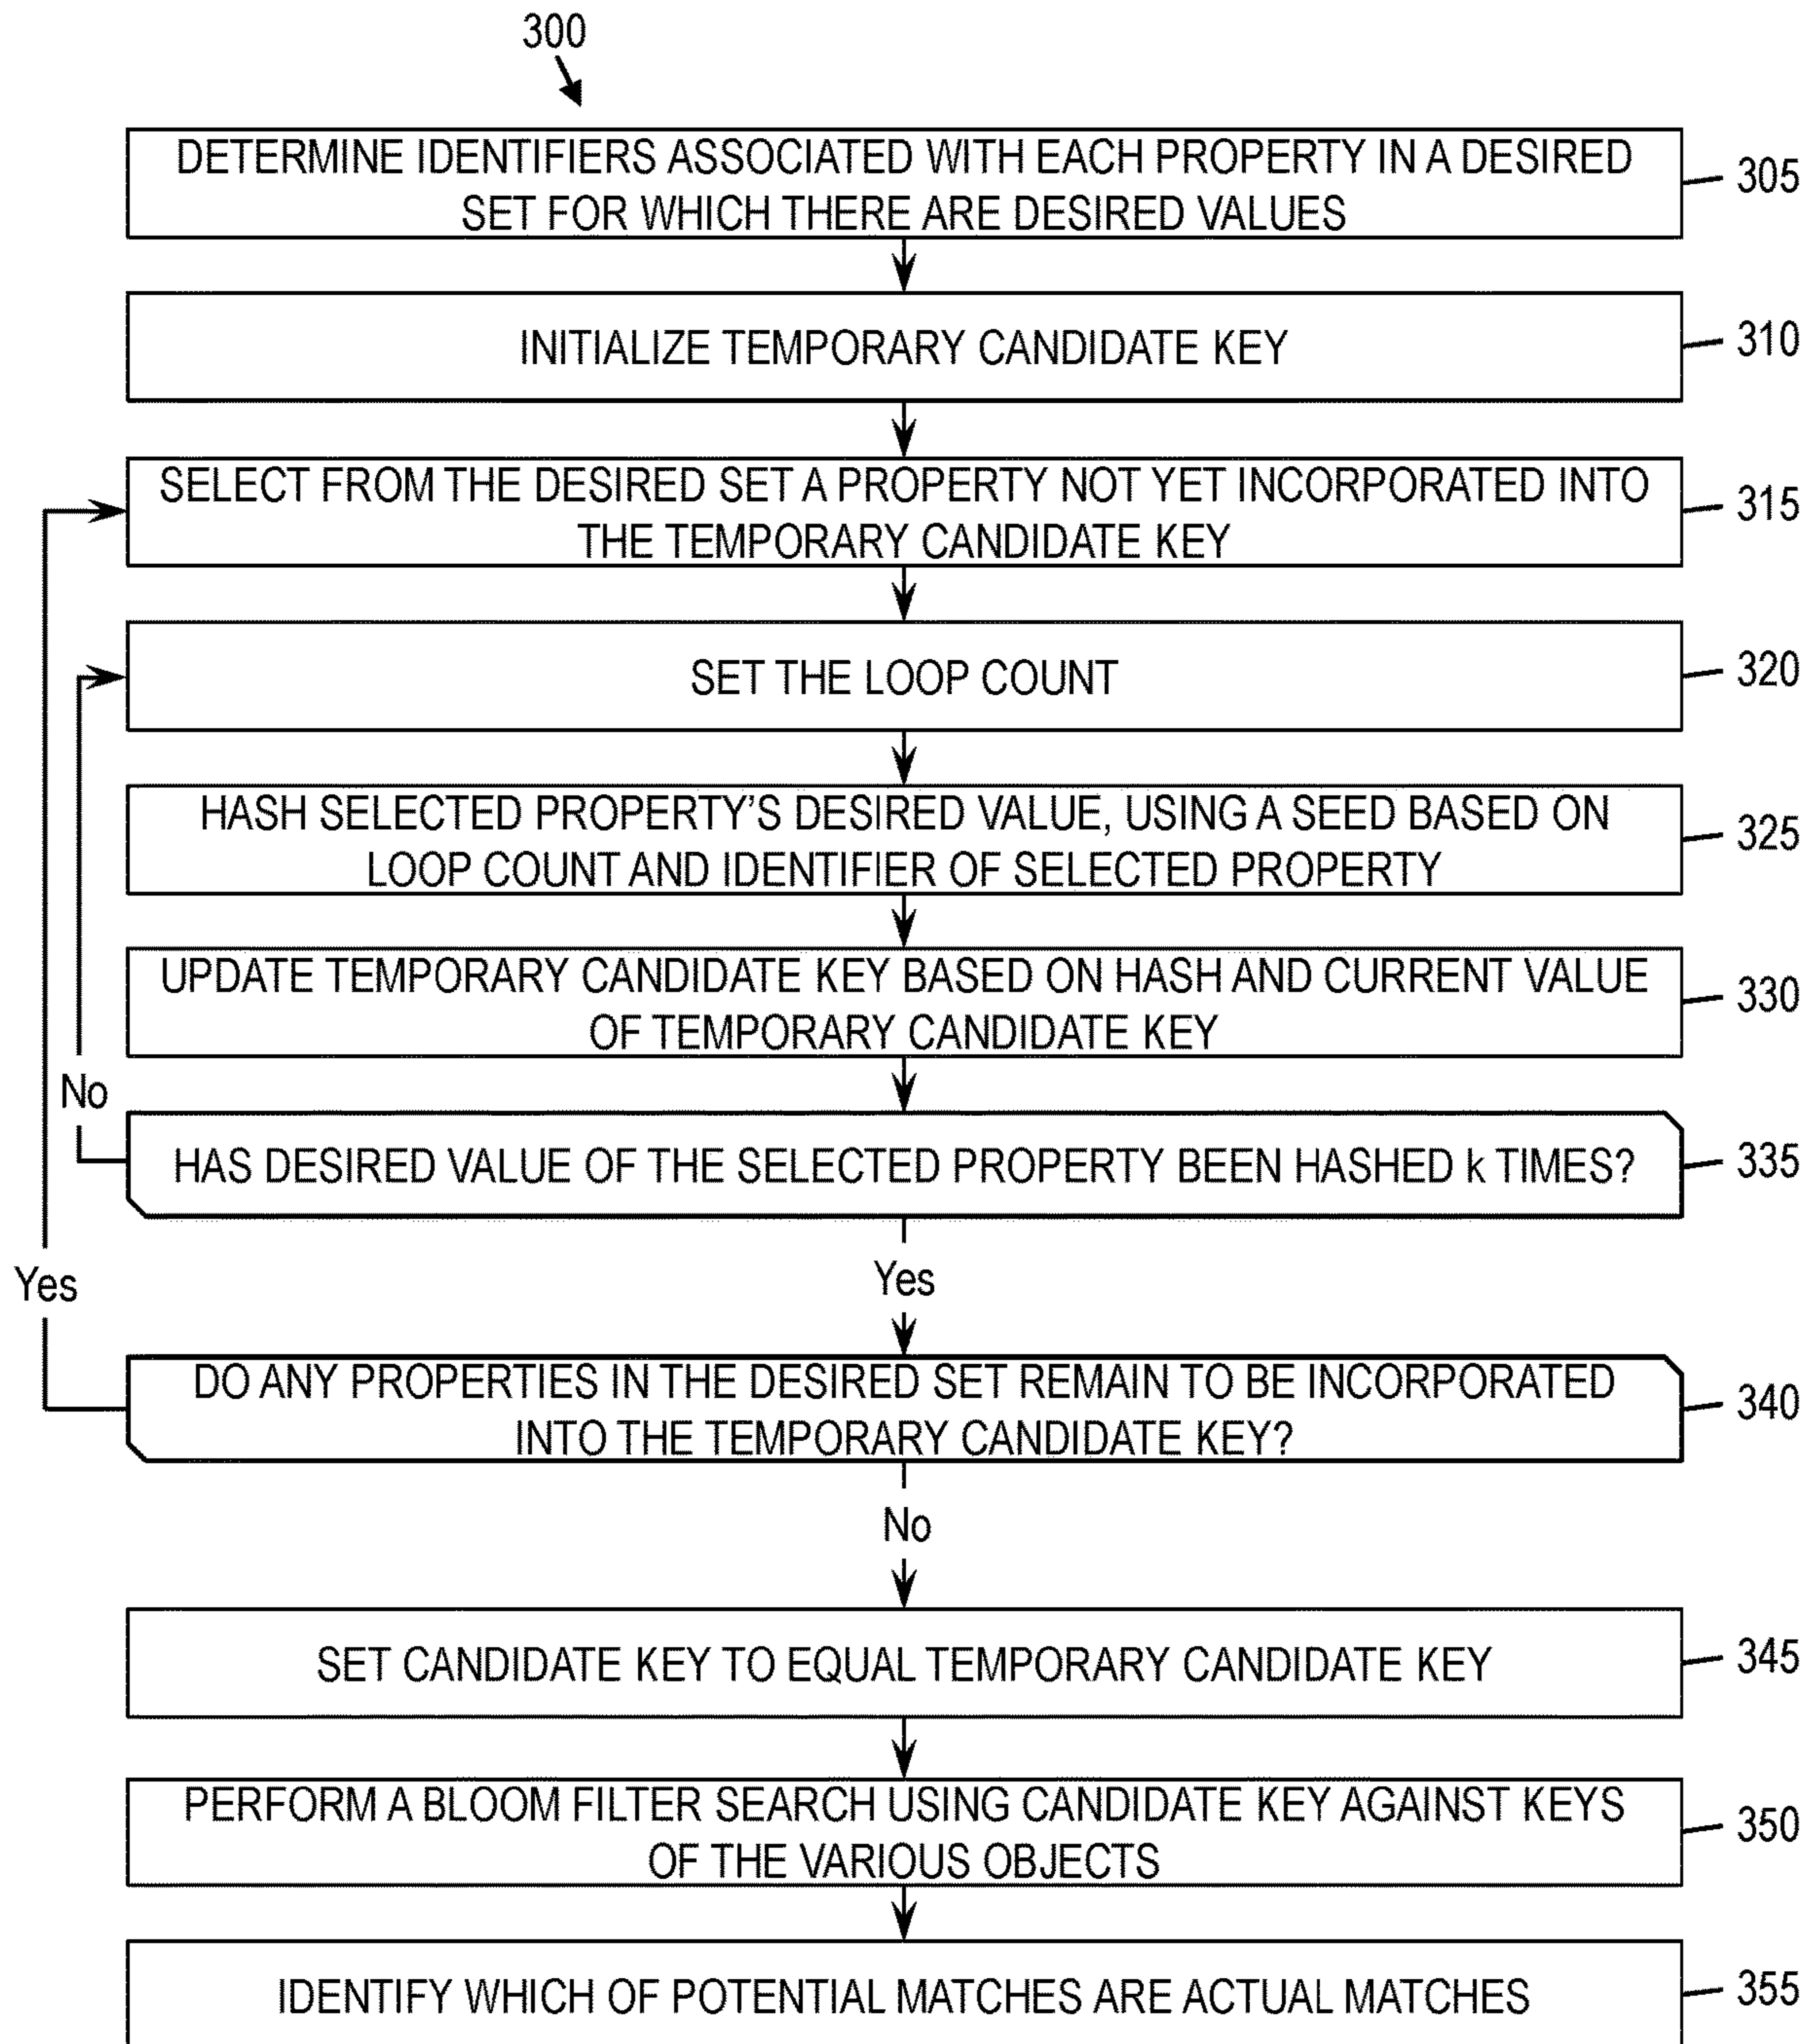 300
DETERMINE IDENTIFIERS ASSOCIATED WITH EACH PROPERTY IN A DESIRED
SET FOR WHICH THERE ARE DESIRED VALUES
305
INITIALIZE TEMPORARY CANDIDATE KEY
310
SELECT FROM THE DESIRED SET A PROPERTY NOT YET INCORPORATED INTO
THE TEMPORARY CANDIDATE KEY
315
SET THE LOOP COUNT
320
HASH SELECTED PROPERTY'S DESIRED VALUE, USING A SEED BASED ON
LOOP COUNT AND IDENTIFIER OF SELECTED PROPERTY
325
UPDATE TEMPORARY CANDIDATE KEY BASED ON HASH AND CURRENT VALUE
OF TEMPORARY CANDIDATE KEY
330
No
HAS DESIRED VALUE OF THE SELECTED PROPERTY BEEN HASHED k TIMES?
335
Yes
Yes
DO ANY PROPERTIES IN THE DESIRED SET REMAIN TO BE INCORPORATED
INTO THE TEMPORARY CANDIDATE KEY?
340
No
SET CANDIDATE KEY TO EQUAL TEMPORARY CANDIDATE KEY
345
PERFORM A BLOOM FILTER SEARCH USING CANDIDATE KEY AGAINST KEYS
OF THE VARIOUS OBJECTS
350
IDENTIFY WHICH OF POTENTIAL MATCHES ARE ACTUAL MATCHES
355